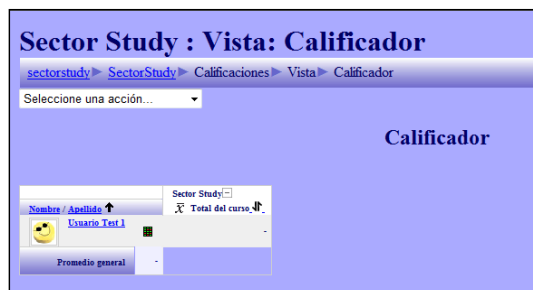 Sector Study : Vista: Calificador
sectorstudy ► SectorStudy ► Calificaciones ► Vista ► Calificador
Seleccione una acción...
Calificador
Sector Study
Nombre / Apellido ↑ x̄ Total del curso
Usuario Test 1 -
Promedio general -